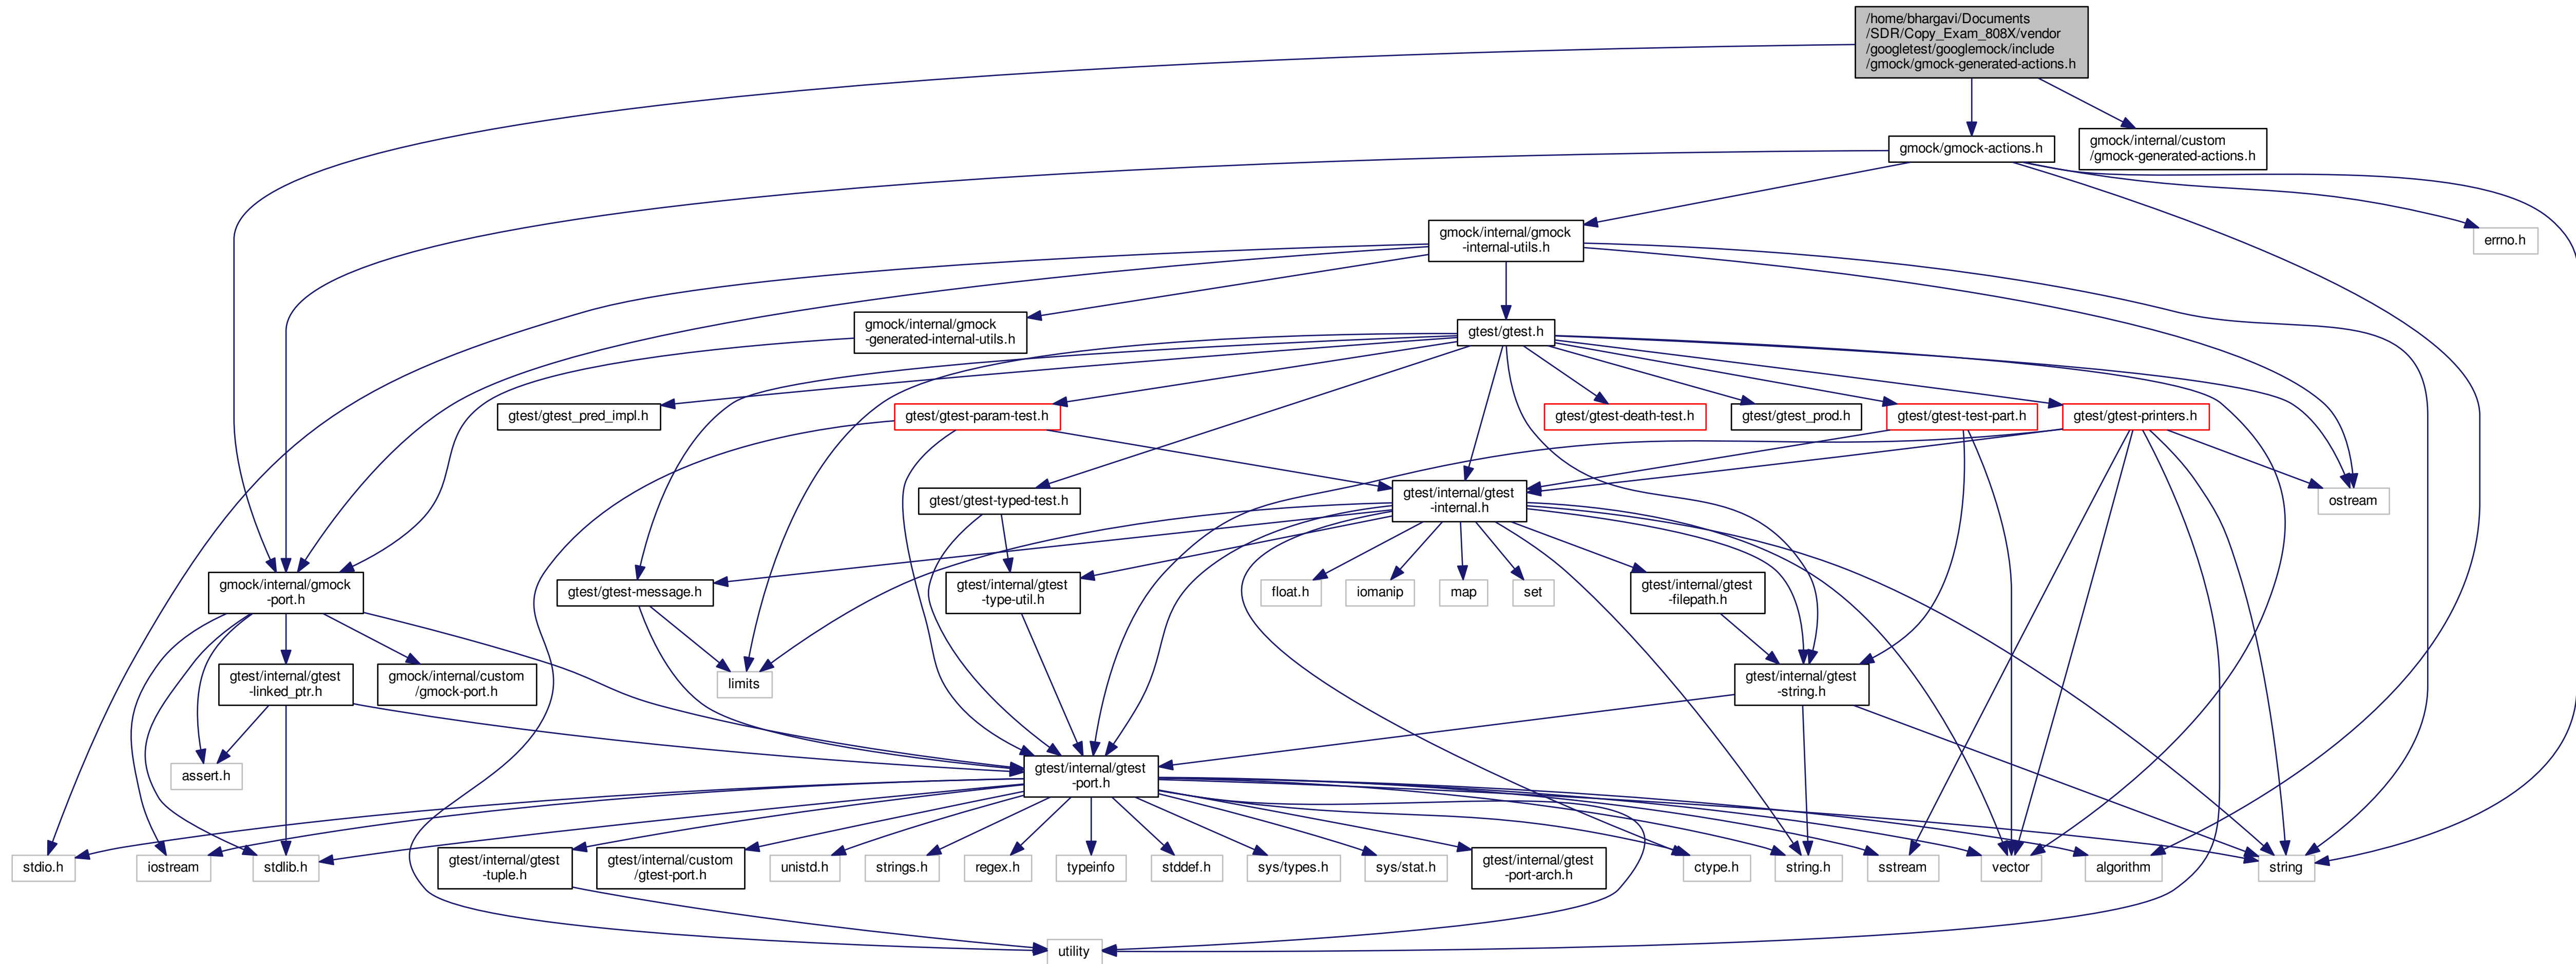 /home/bhargavi/Documents
/SDR/Copy_Exam_808X/vendor
/googletest/googlemock/include
/gmock/gmock-generated-actions.h
gmock/gmock-actions.h
gmock/internal/custom
/gmock-generated-actions.h
gmock/internal/gmock
-internal-utils.h
errno.h
gmock/internal/gmock
-generated-internal-utils.h
gtest/gtest.h
gtest/gtest_pred_impl.h
gtest/gtest-param-test.h
gtest/gtest-death-test.h
gtest/gtest_prod.h
gtest/gtest-test-part.h
gtest/gtest-printers.h
gtest/gtest-typed-test.h
gtest/internal/gtest
-internal.h
ostream
gmock/internal/gmock
-port.h
gtest/gtest-message.h
gtest/internal/gtest
-type-util.h
float.h
iomanip
map
set
gtest/internal/gtest
-filepath.h
gtest/internal/gtest
-linked_ptr.h
gmock/internal/custom
/gmock-port.h
limits
gtest/internal/gtest
-string.h
assert.h
gtest/internal/gtest
-port.h
stdio.h
iostream
stdlib.h
gtest/internal/gtest
-tuple.h
gtest/internal/custom
/gtest-port.h
unistd.h
strings.h
regex.h
typeinfo
stddef.h
sys/types.h
sys/stat.h
gtest/internal/gtest
-port-arch.h
ctype.h
string.h
sstream
vector
algorithm
string
utility